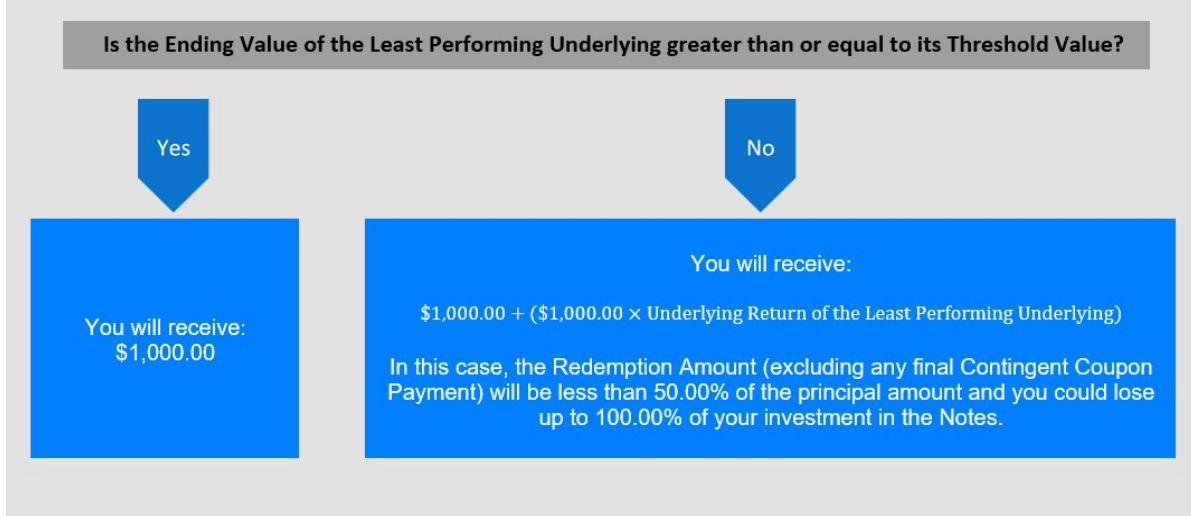 Is the Ending Value of the Least Performing Underlying greater than or equal to its Threshold Value?
Yes
No
You will receive:
$1,000.00
You will receive:
$1,000.00 + ($1,000.00 × Underlying Return of the Least Performing Underlying)
In this case, the Redemption Amount (excluding any final Contingent Coupon
Payment) will be less than 50.00% of the principal amount and you could lose
up to 100.00% of your investment in the Notes.